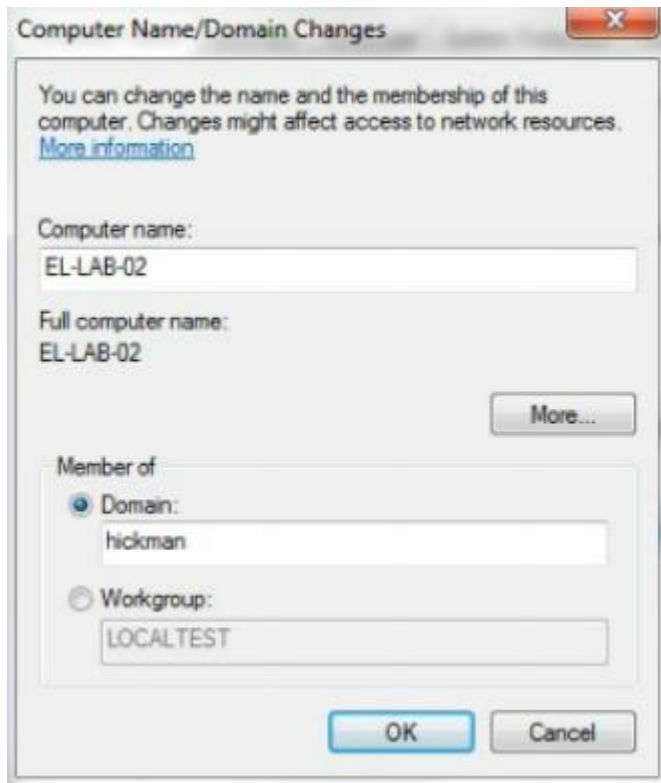 Computer Name/Domain Changes
You can change the name and the membership of this
computer. Changes might affect access to network resources.
More information
Computer name:
EL-LAB-02
Full computer name:
EL-LAB-02
More...
Member of
Domain:
hickman
Workgroup:
LOCALTEST
OK
Cancel